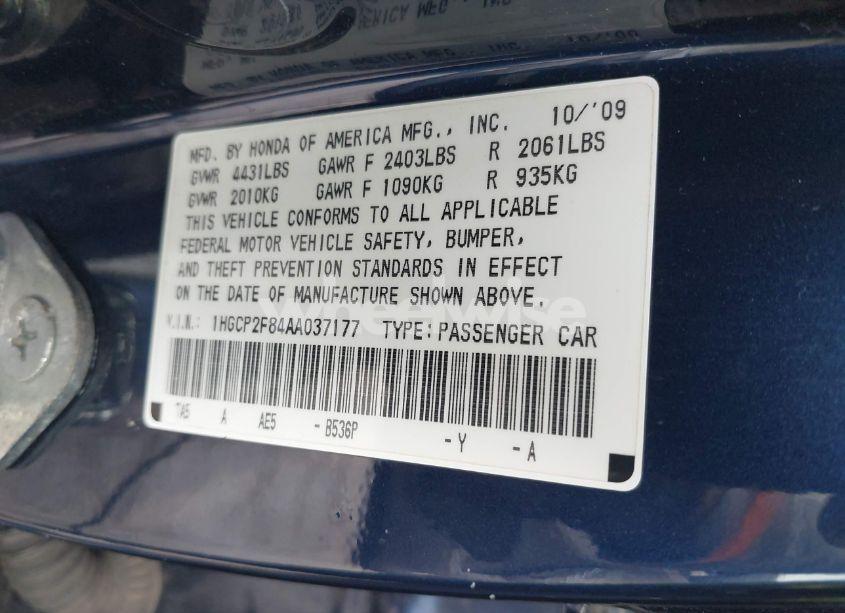 MFD. BY HONDA OF AMERICA MFG., INC. 10/'09
GVWR 4431LBS GAWR F 2403LBS R 2061LBS
GVWR 2010KG GAWR F 1090KG R 935KG
THIS VEHICLE CONFORMS TO ALL APPLICABLE
FEDERAL MOTOR VEHICLE SAFETY, BUMPER,
AND THEFT PREVENTION STANDARDS IN EFFECT
ON THE DATE OF MANUFACTURE SHOWN ABOVE.
V.I.N.: 1HGCP2F84AA037177 TYPE:PASSENGER CAR
TA5 A AE5 - B536P - Y - A
wheelwise